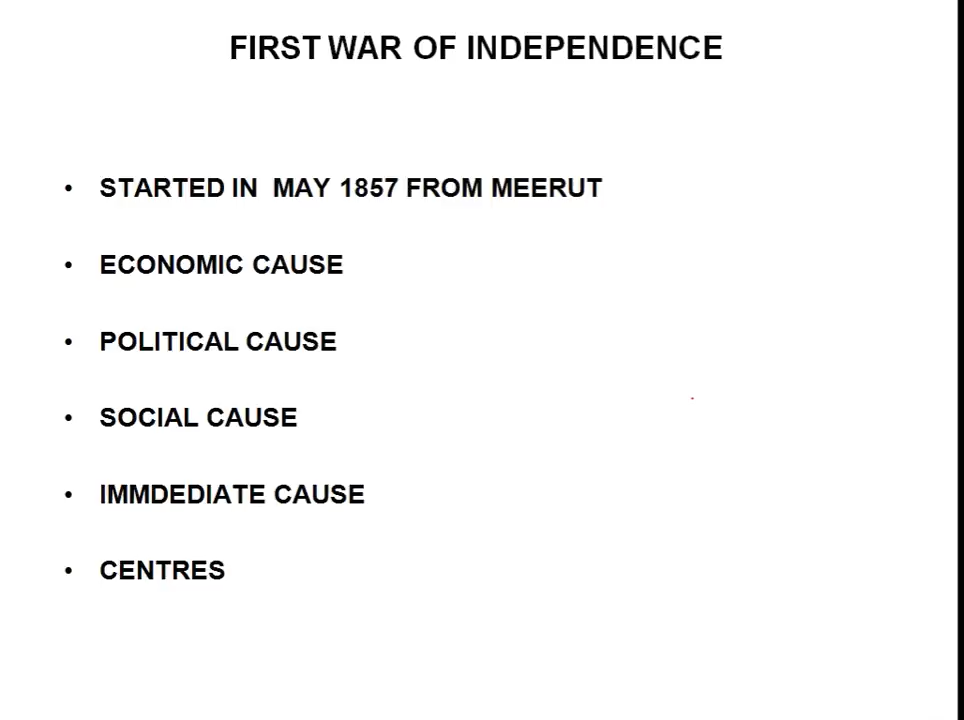 FIRST WAR OF INDEPENDENCE
• STARTED IN MAY 1857 FROM MEERUT
• ECONOMIC CAUSE
• POLITICAL CAUSE
• SOCIAL CAUSE
• IMMDEDIATE CAUSE
• CENTRES